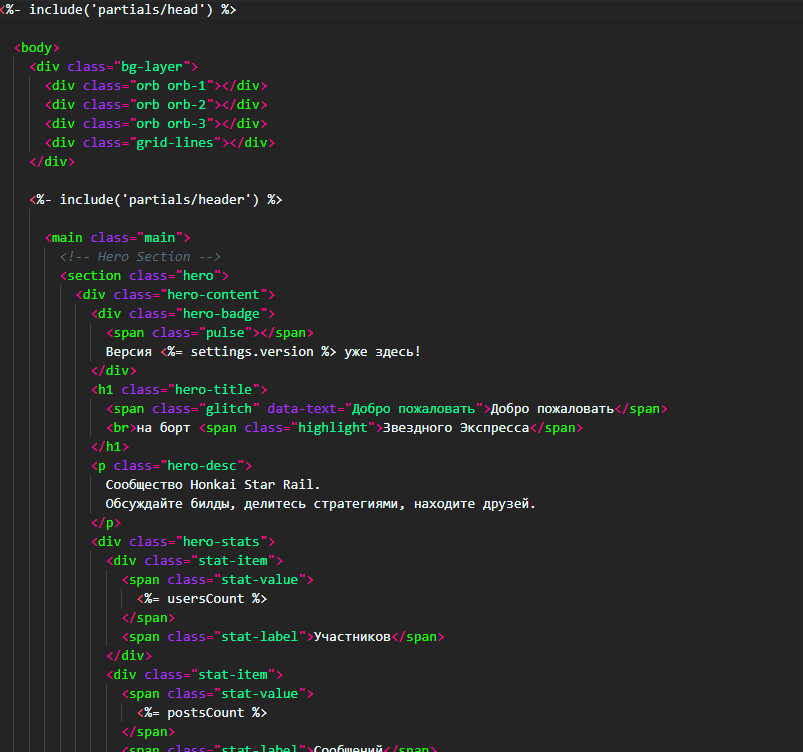 <%- include('partials/head') %>
<body>
<div class="bg-layer">
<div class="orb orb-1"></div>
<div class="orb orb-2"></div>
<div class="orb orb-3"></div>
<div class="grid-lines"></div>
</div>
<%- include('partials/header') %>
<main class="main">
<!-- Hero Section -->
<section class="hero">
<div class="hero-content">
<div class="hero-badge">
<span class="pulse"></span>
Версия <%= settings.version %> уже здесь!
</div>
<h1 class="hero-title">
<span class="glitch" data-text="Добро пожаловать">Добро пожаловать</span>
<br>на борт <span class="highlight">Звездного Экспресса</span>
</h1>
<p class="hero-desc">
Сообщество Honkai Star Rail.
Обсуждайте билды, делитесь стратегиями, находите друзей.
</p>
<div class="hero-stats">
<div class="stat-item">
<span class="stat-value">
<%= usersCount %>
</span>
<span class="stat-label">Участников</span>
</div>
<div class="stat-item">
<span class="stat-value">
<%= postsCount %>
</span>
<span class="stat-label">Сообщений</span>